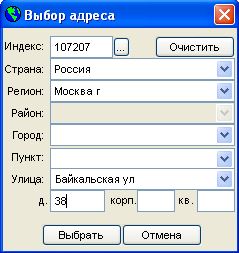 Выбор адреса
Индекс: 107207 ... Очистить
Страна: Россия
Регион: Москва г
Район:
Город:
Пункт:
Улица: Байкальская ул
д. 38 корп. кв.
Выбрать Отмена